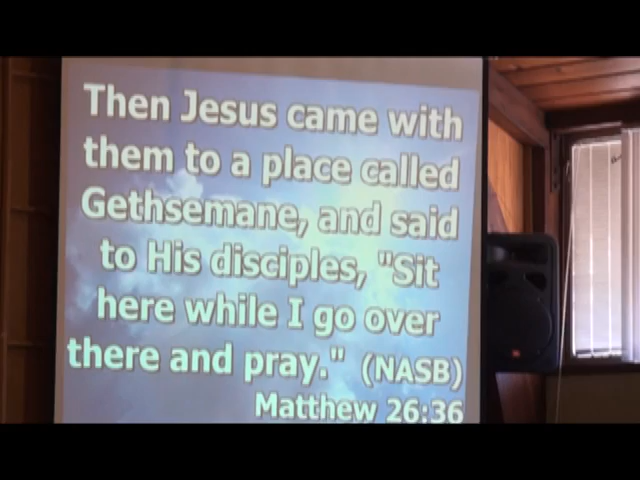 Then Jesus came with
them to a place called
Gethsemane, and said
to His disciples, "Sit
here while I go over
there and pray." (NASB)
Matthew 26:36